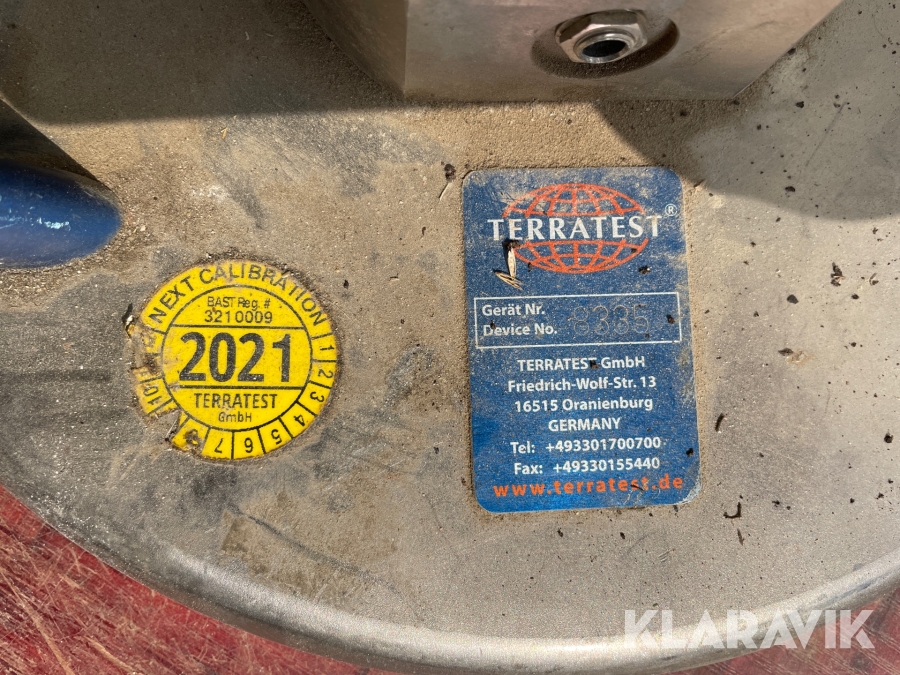 NEXT CALIBRATION
BAST Reg. #
3210009
2021
TERRATEST
GmbH
1
2
3
4
5
6
7
10
TERRATEST®
Gerät Nr.
Device No. 8335
TERRATEST GmbH
Friedrich-Wolf-Str. 13
16515 Oranienburg
GERMANY
Tel: +493301700700
Fax: +49330155440
www.terratest.de
KLARAVIK